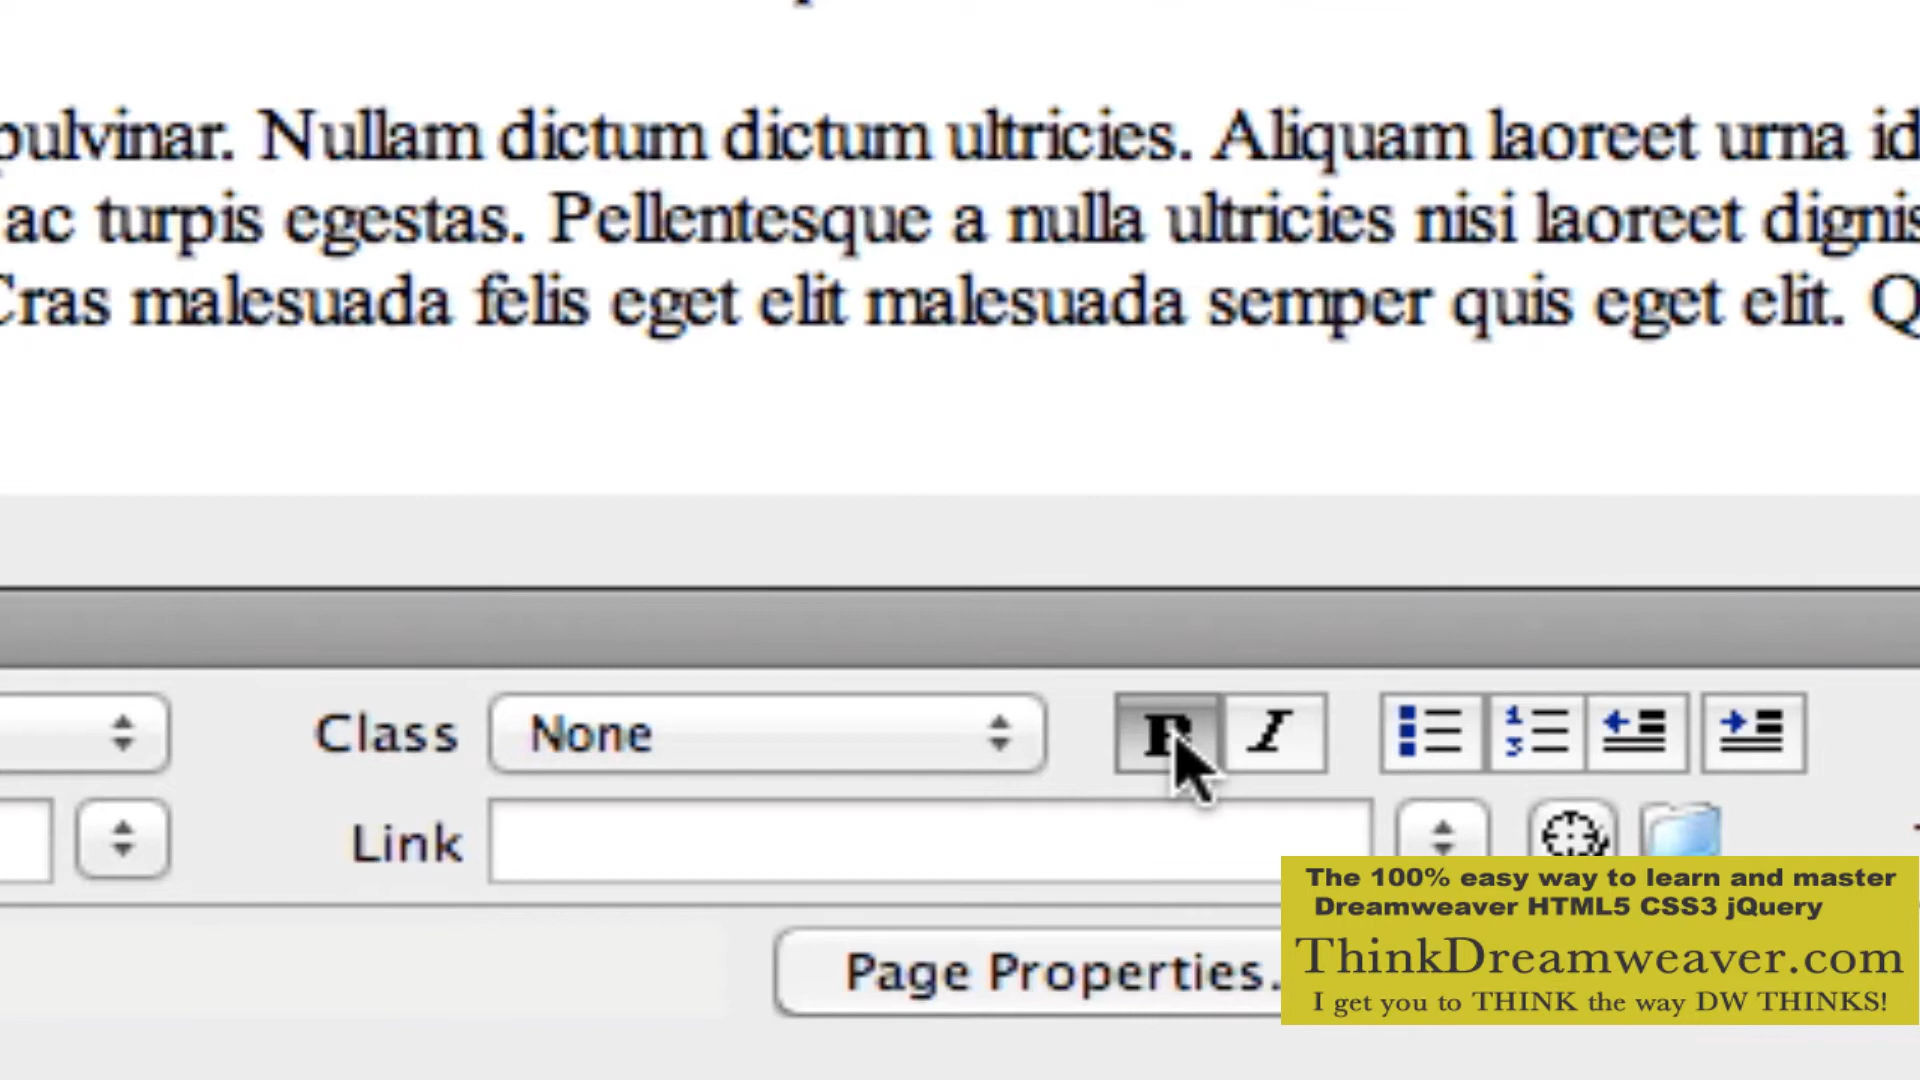 pulvinar. Nullam dictum dictum ultricies. Aliquam laoreet urna id
ac turpis egestas. Pellentesque a nulla ultricies nisi laoreet dignis
Cras malesuada felis eget elit malesuada semper quis eget elit. Q
Class None B I
Link
Page Properties.
The 100% easy way to learn and master
Dreamweaver HTML5 CSS3 jQuery
ThinkDreamweaver.com
I get you to THINK the way DW THINKS!